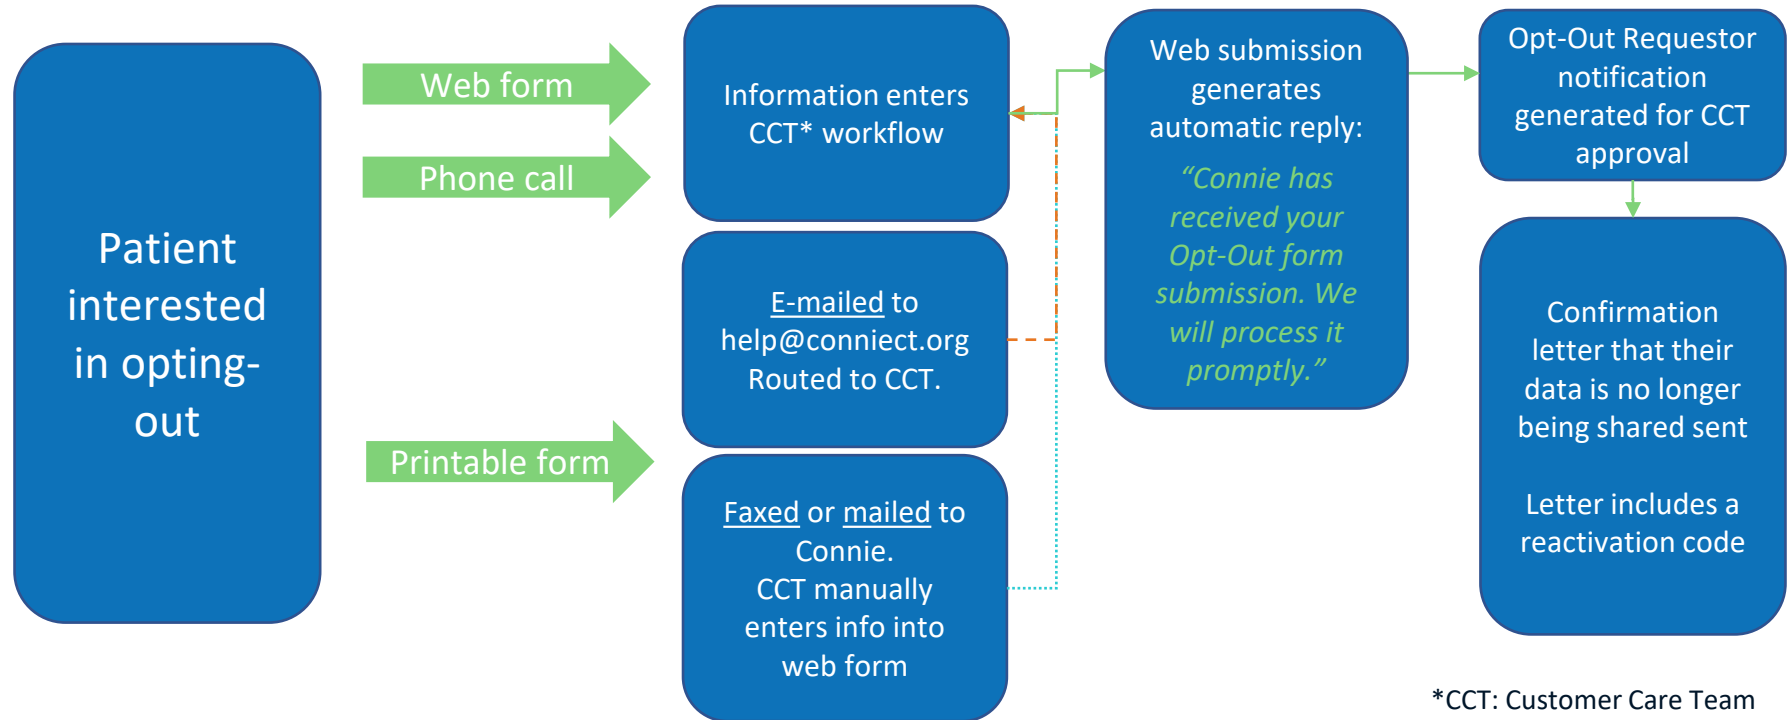 Patient
interested
in opting-
out
Web form
Phone call
Printable form
Information enters
CCT* workflow
E-mailed to
help@conniect.org
Routed to CCT.
Faxed or mailed to
Connie.
CCT manually
enters info into
web form
Web submission
generates
automatic reply:
“Connie has
received your
Opt-Out form
submission. We
will process it
promptly.”
Opt-Out Requestor
notification
generated for CCT
approval
Confirmation
letter that their
data is no longer
being shared sent
Letter includes a
reactivation code
*CCT: Customer Care Team